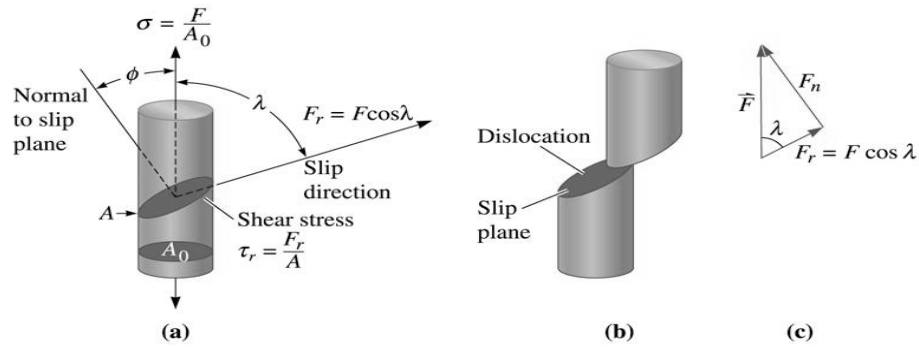 σ = F/A₀
ϕ
λ
Normal
to slip
plane
Fᵣ = Fcosλ
Slip
direction
A
Shear stress
τᵣ = Fᵣ/A
A₀
(a)
Dislocation
Slip
plane
(b)
F⃗
Fₙ
λ
Fᵣ = F cos λ
(c)